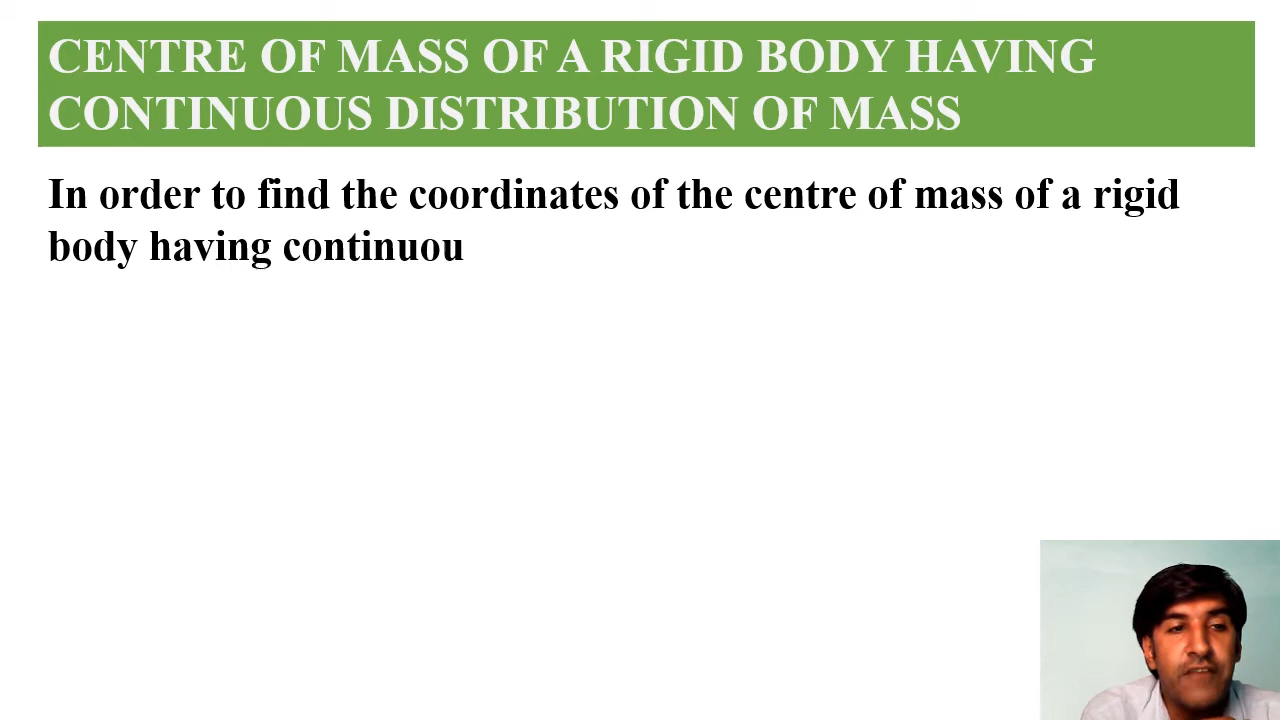 CENTRE OF MASS OF A RIGID BODY HAVING
CONTINUOUS DISTRIBUTION OF MASS
In order to find the coordinates of the centre of mass of a rigid
body having continuou